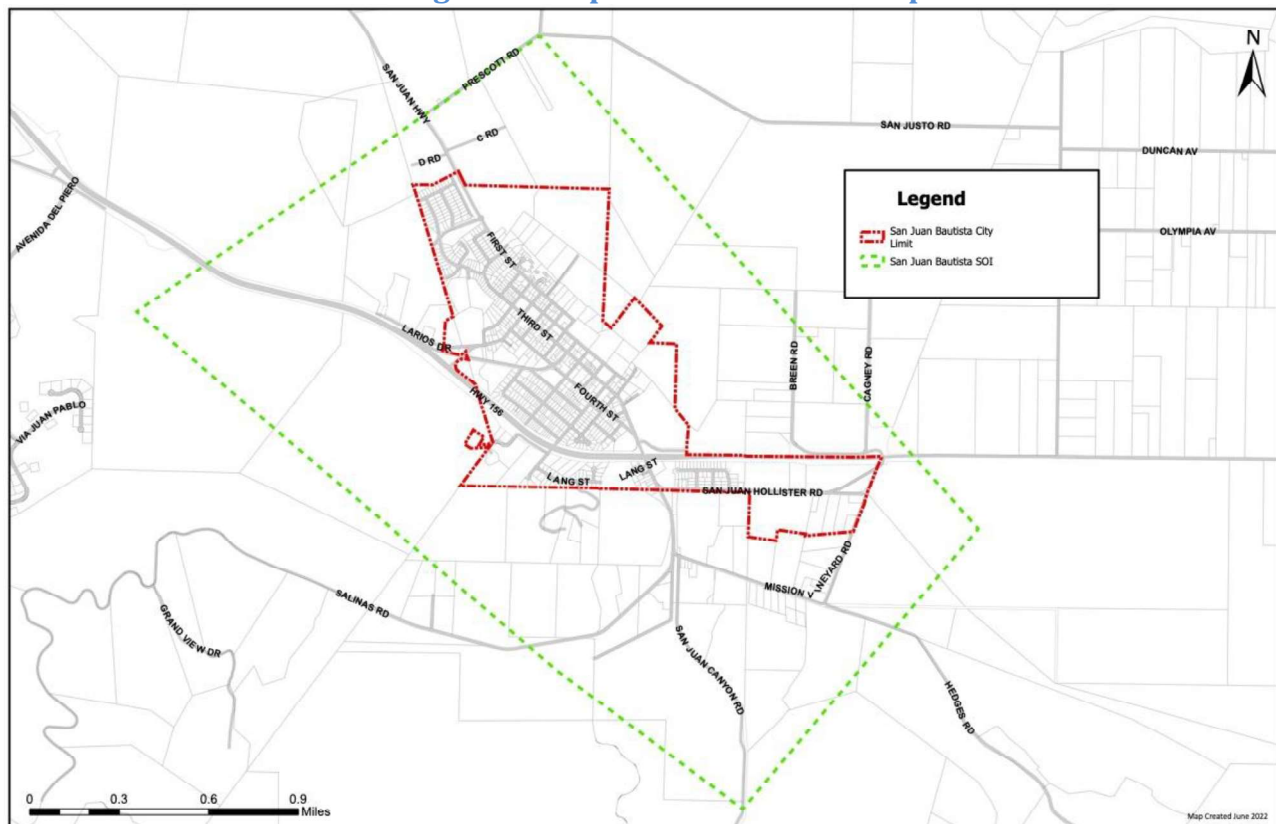 N
PRESCOTT RD
SAN JUAN HWY
C RD
D RD
SAN JUSTO RD
DUNCAN AV
OLYMPIA AV
AVENIDA DEL PIERO
Legend
San Juan Bautista City
Limit
San Juan Bautista SOI
FIRST ST
THIRD ST
LARIOS DR
BREEN RD
CAGNEY RD
HWY 156
FOURTH ST
VIA JUAN PABLO
LANG ST
LANG ST
SAN JUAN HOLLISTER RD
MISSION VINEYARD RD
SALINAS RD
GRAND VIEW DR
SAN JUAN CANYON RD
HEDGES RD
0 0.3 0.6 0.9
Miles
Map Created June 2022